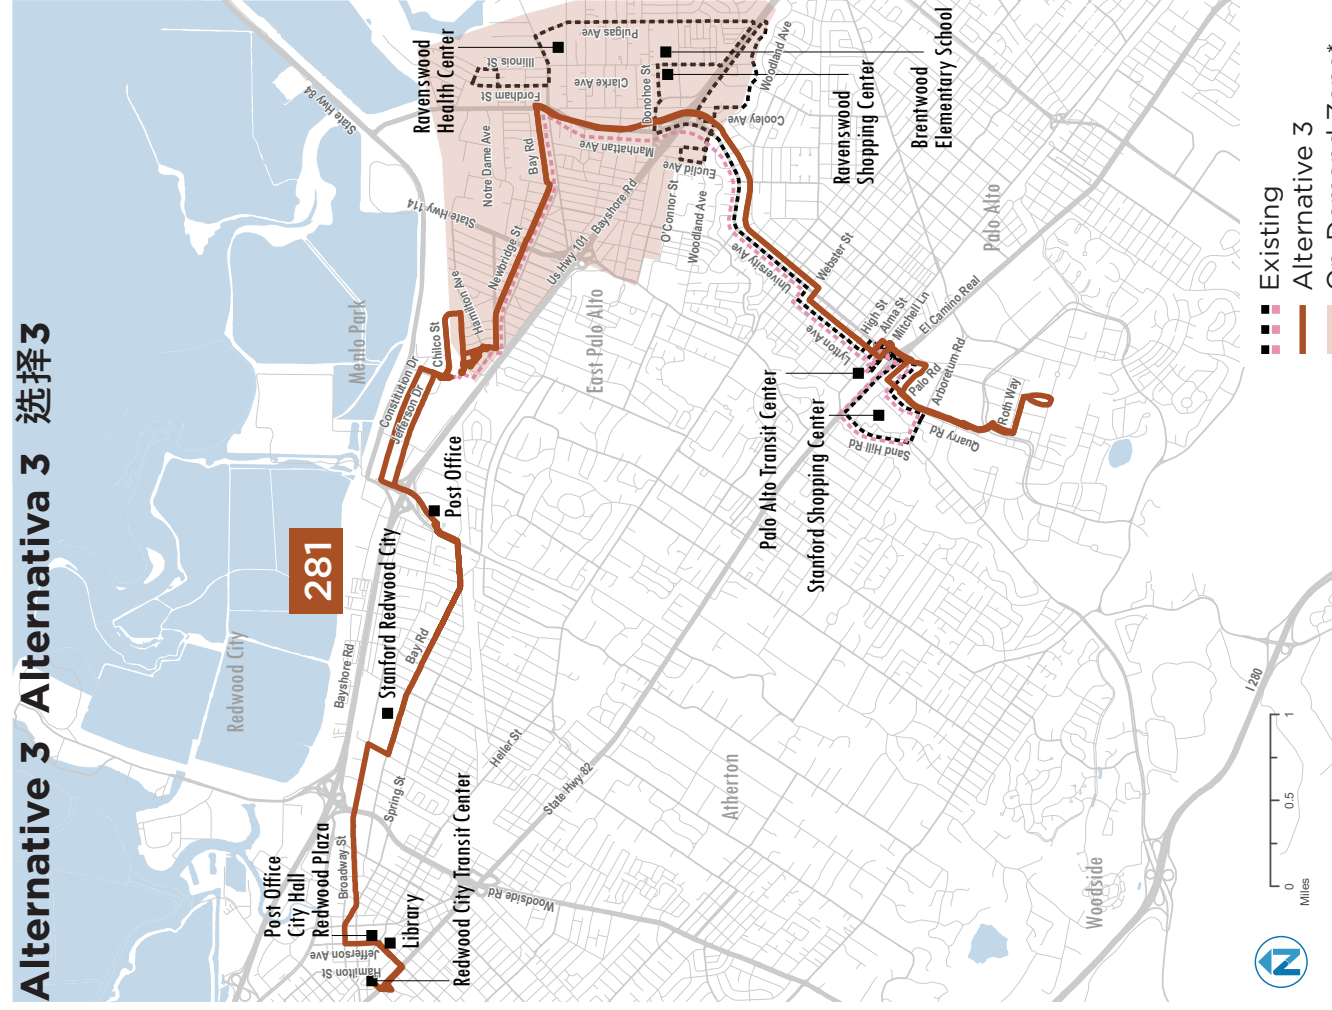 Alternative 3 Alternativa 3 选择3
281
Redwood City
Menlo Park
East Palo Alto
Palo Alto
Atherton
Woodside
Ravenswood
Health Center
Ravenswood
Shopping Center
Brentwood
Elementary School
Palo Alto Transit Center
Stanford Shopping Center
Post Office
Stanford Redwood City
Post Office
City Hall
Redwood Plaza
Library
Redwood City Transit Center
State Hwy 84
State Hwy 114
Notre Dame Ave
Bay Rd
Fordham St
Illinois St
Pulgas Ave
Clarke Ave
Donohoe St
Cooley Ave
Woodland Ave
Manhattan Ave
Euclid Ave
O'Connor St
Woodland Ave
Bayshore Rd
Us Hwy 101
Newbridge St
Hamilton Ave
Chilco St
Constitution Dr
Jefferson Dr
University Ave
Webster St
Lytton Ave
High St
Alma St
Mitchell Ln
El Camino Real
Palo Rd
Arboretum Rd
Roth Way
Quarry Rd
Sand Hill Rd
Bayshore Rd
Bay Rd
Heller St
Spring St
State Hwy 82
Broadway St
Woodside Rd
Jefferson Ave
Hamilton St
I 280
Existing
Alternative 3
0 0.5 1
Miles
N